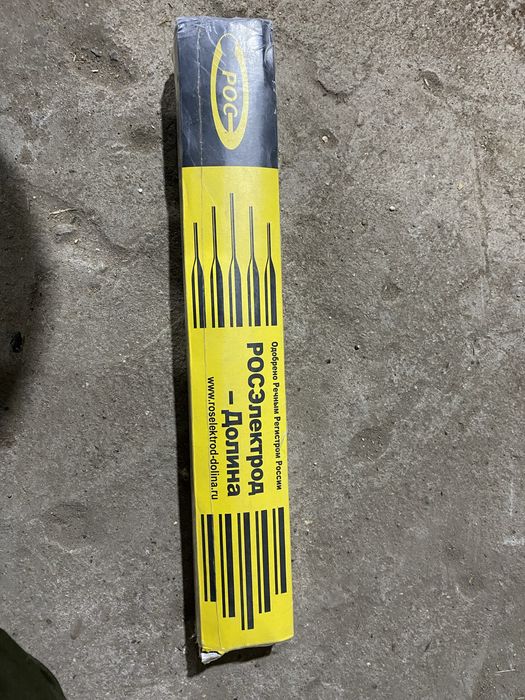 РОС
Одобрено Речным Регистром России
РОСЭлектрод
– Долина
www.roselektrod-dolina.ru